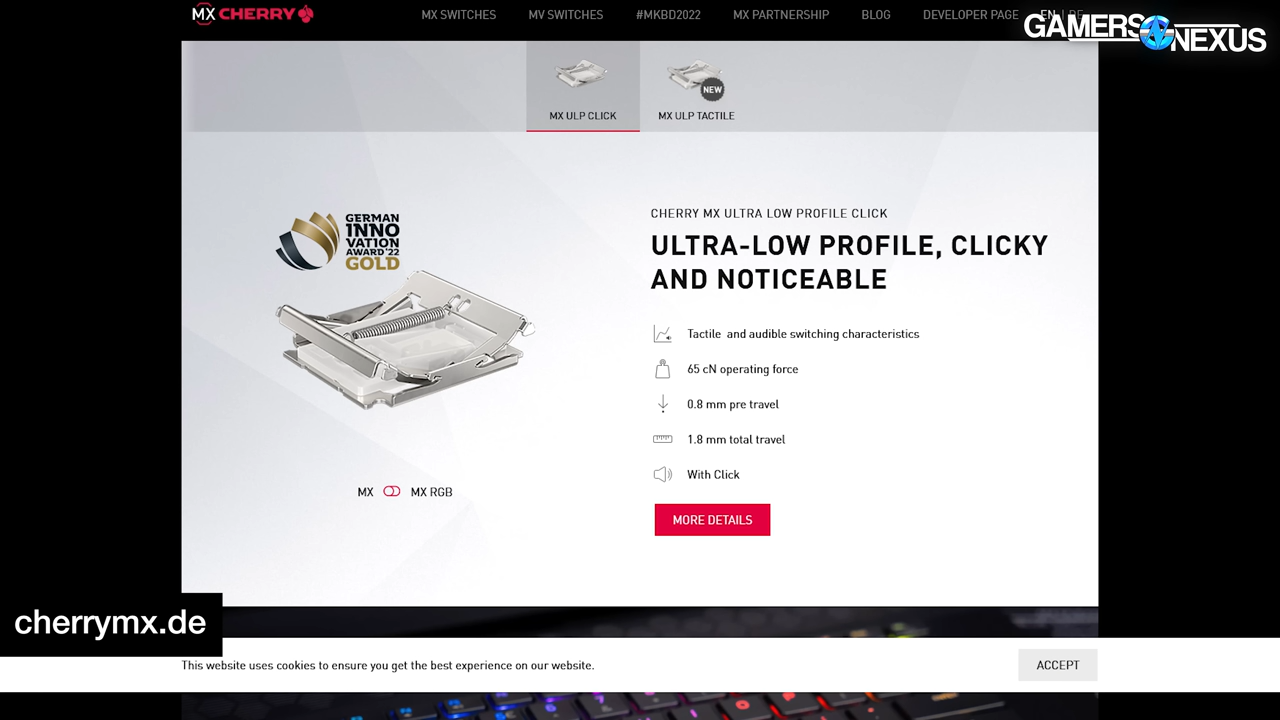 MX CHERRY
MX SWITCHES
MV SWITCHES
#MKBD2022
MX PARTNERSHIP
BLOG
DEVELOPER PAGE
EN
GAMERS NEXUS
NEW
MX ULP CLICK
MX ULP TACTILE
GERMAN
INNO
VATION
AWARD'22
GOLD
CHERRY MX ULTRA LOW PROFILE CLICK
ULTRA-LOW PROFILE, CLICKY
AND NOTICEABLE
Tactile and audible switching characteristics
65 cN operating force
0.8 mm pre travel
1.8 mm total travel
With Click
MX MX RGB
MORE DETAILS
cherrymx.de
This website uses cookies to ensure you get the best experience on our website.
ACCEPT